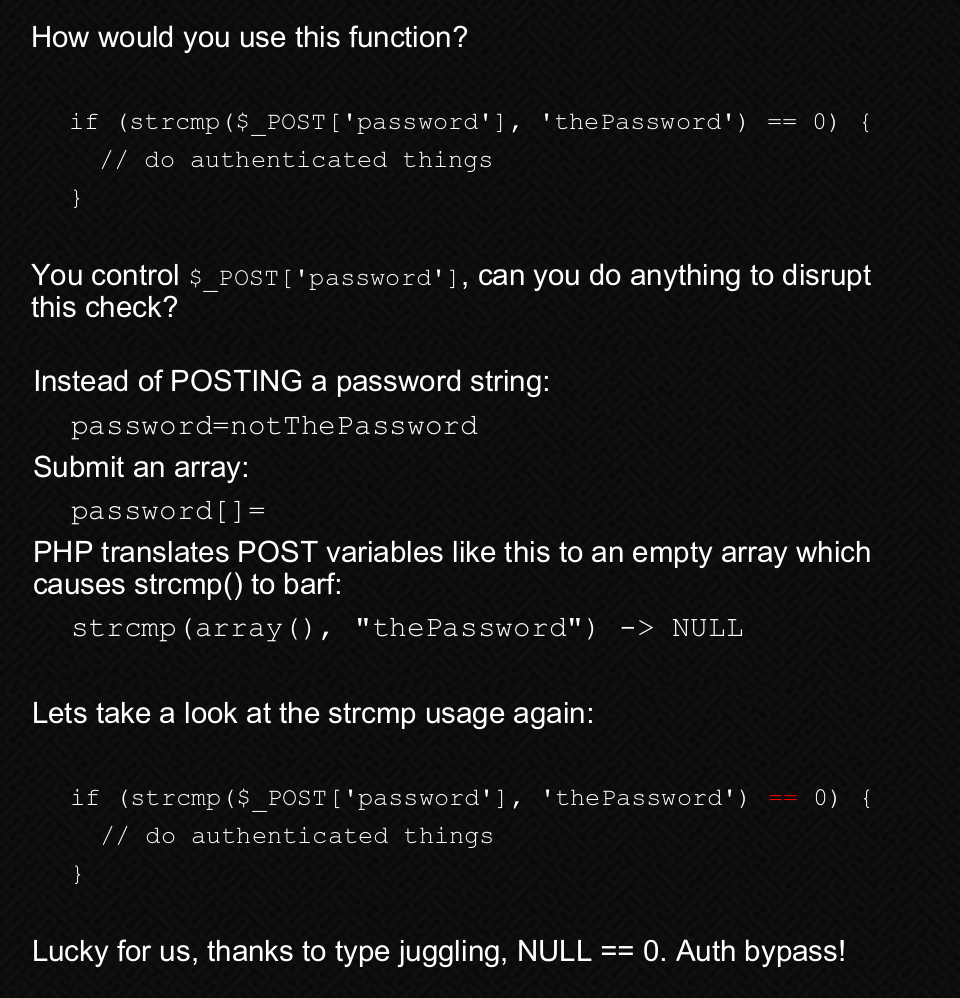 How would you use this function?
if (strcmp($_POST['password'], 'thePassword') == 0) {
// do authenticated things
}
You control $_POST['password'], can you do anything to disrupt
this check?
Instead of POSTING a password string:
password=notThePassword
Submit an array:
password[]=
PHP translates POST variables like this to an empty array which
causes strcmp() to barf:
strcmp(array(), "thePassword") -> NULL
Lets take a look at the strcmp usage again:
if (strcmp($_POST['password'], 'thePassword') == 0) {
// do authenticated things
}
Lucky for us, thanks to type juggling, NULL == 0. Auth bypass!